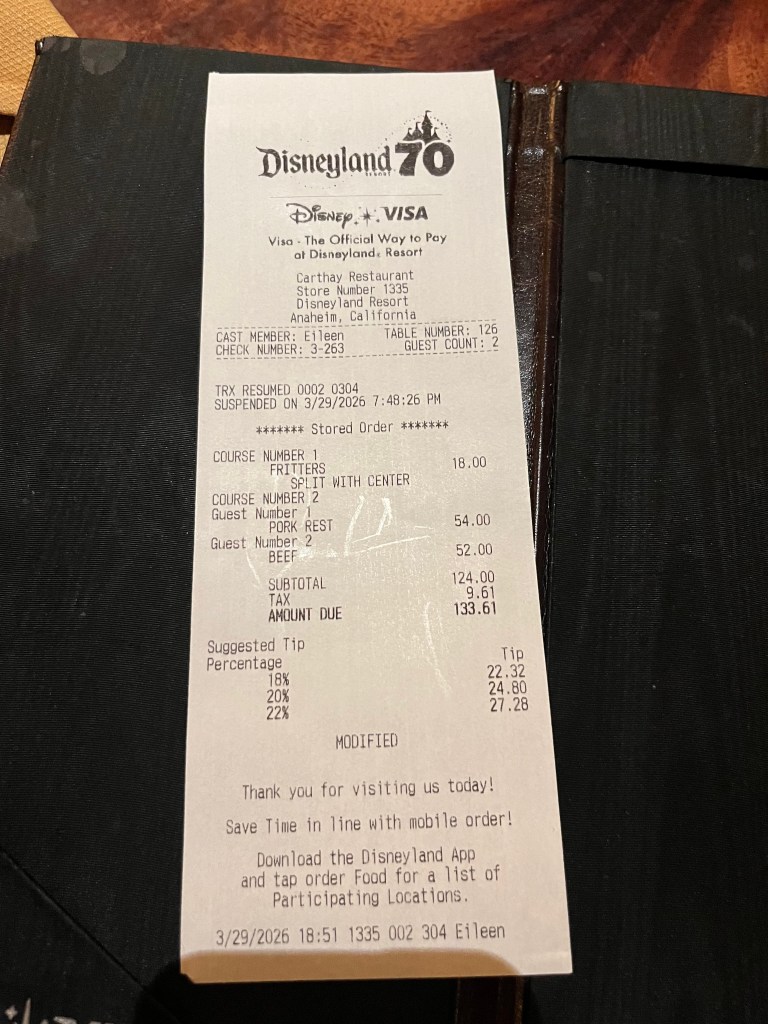 Disneyland 70
RESORT
Disney VISA
Visa - The Official Way to Pay
at Disneyland® Resort
Carthay Restaurant
Store Number 1335
Disneyland Resort
Anaheim, California
CAST MEMBER: Eileen TABLE NUMBER: 126
CHECK NUMBER: 3-263 GUEST COUNT: 2
TRX RESUMED 0002 0304
SUSPENDED ON 3/29/2026 7:48:26 PM
******* Stored Order *******
COURSE NUMBER 1
FRITTERS 18.00
SPLIT WITH CENTER
COURSE NUMBER 2
Guest Number 1
PORK REST 54.00
Guest Number 2
BEEF 52.00
SUBTOTAL 124.00
TAX 9.61
AMOUNT DUE 133.61
Suggested Tip
Percentage Tip
18% 22.32
20% 24.80
22% 27.28
MODIFIED
Thank you for visiting us today!
Save Time in line with mobile order!
Download the Disneyland App
and tap order Food for a list of
Participating Locations.
3/29/2026 18:51 1335 002 304 Eileen